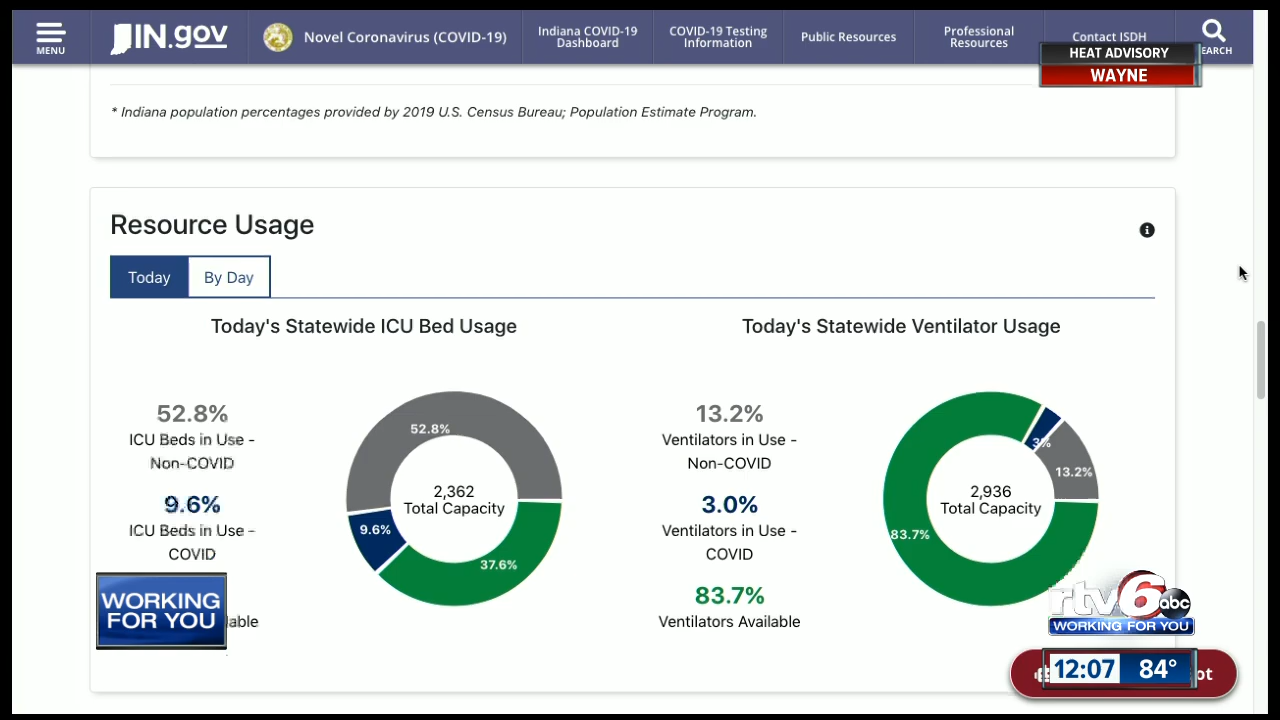 MENU
IN.gov
Novel Coronavirus (COVID-19)
Indiana COVID-19
Dashboard
COVID-19 Testing
Information
Public Resources
Professional
Resources
Contact ISDH
EARCH
HEAT ADVISORY
WAYNE
* Indiana population percentages provided by 2019 U.S. Census Bureau; Population Estimate Program.
Resource Usage
Today
By Day
Today's Statewide ICU Bed Usage
52.8%
ICU Beds in Use -
Non-COVID
9.6%
ICU Beds in Use -
COVID
lable
52.8%
9.6%
37.6%
2,362
Total Capacity
Today's Statewide Ventilator Usage
13.2%
Ventilators in Use -
Non-COVID
3.0%
Ventilators in Use -
COVID
83.7%
Ventilators Available
3%
13.2%
83.7%
2,936
Total Capacity
WORKING
FOR YOU
rtv6 abc
WORKING FOR YOU
12:07 84°
ot